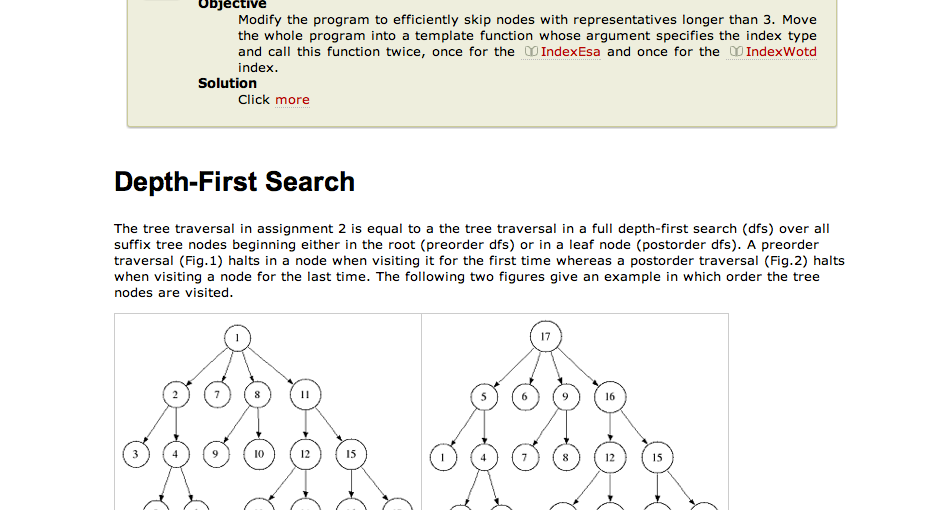 Objective
Modify the program to efficiently skip nodes with representatives longer than 3. Move
the whole program into a template function whose argument specifies the index type
and call this function twice, once for the IndexEsa and once for the IndexWotd
index.
Solution
Click more
Depth-First Search
The tree traversal in assignment 2 is equal to a the tree traversal in a full depth-first search (dfs) over all
suffix tree nodes beginning either in the root (preorder dfs) or in a leaf node (postorder dfs). A preorder
traversal (Fig.1) halts in a node when visiting it for the first time whereas a postorder traversal (Fig.2) halts
when visiting a node for the last time. The following two figures give an example in which order the tree
nodes are visited.
1
2 7 8 11
3 4 9 10 12 15
17
5 6 9 16
1 4 7 8 12 15